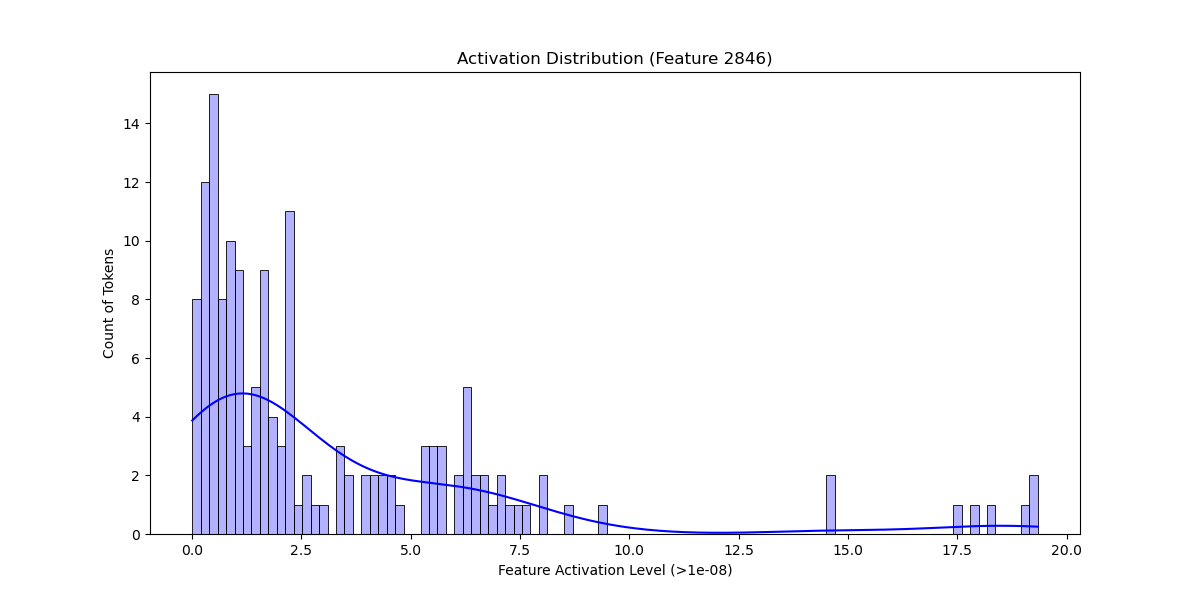 Activation Distribution (Feature 2846)
Count of Tokens
14
12
10
8
6
4
2
0
0.0 2.5 5.0 7.5 10.0 12.5 15.0 17.5 20.0
Feature Activation Level (>1e-08)